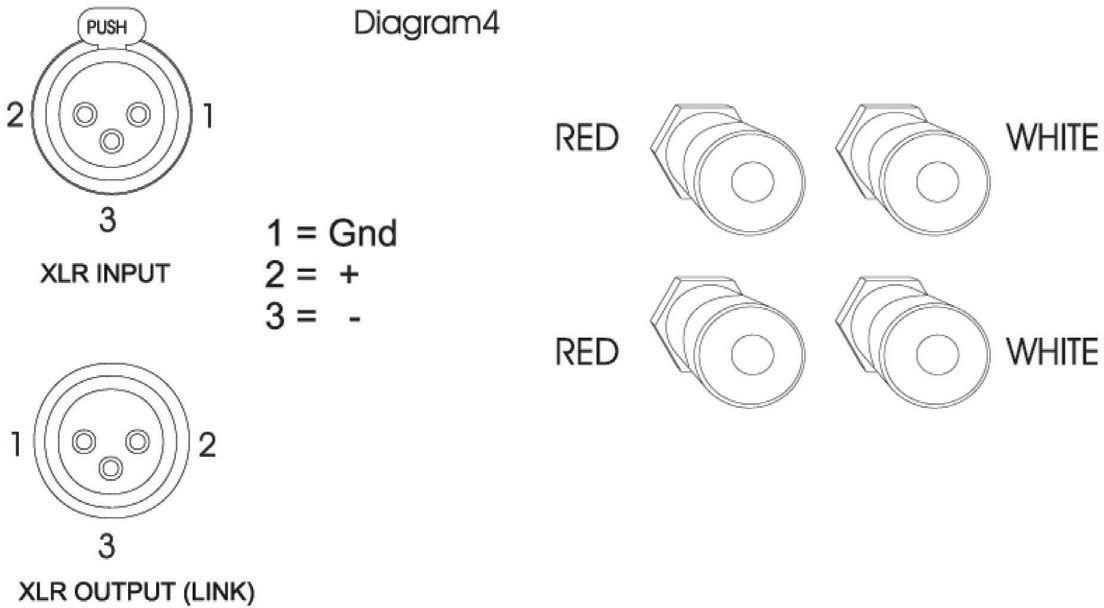 PUSH
Diagram4
2
1
3
XLR INPUT
1 = Gnd
2 = +
3 = -
1
2
3
XLR OUTPUT (LINK)
RED
WHITE
RED
WHITE